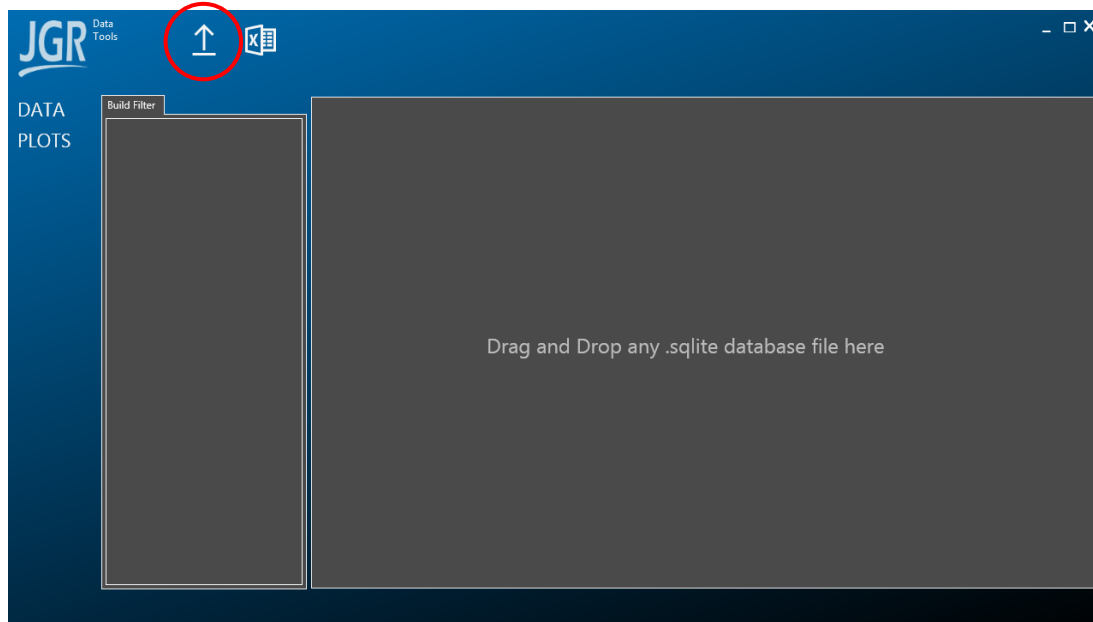 JGR Data
Tools
DATA
PLOTS
Build Filter
Drag and Drop any .sqlite database file here